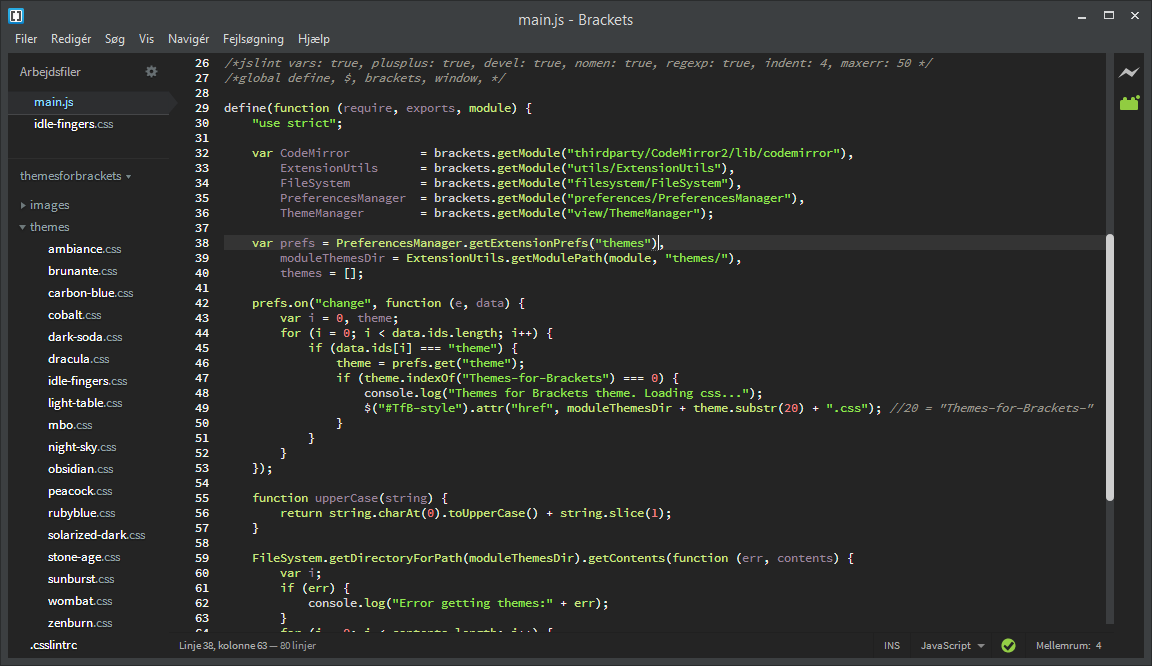 main.js - Brackets
Filer Redigér Søg Vis Navigér Fejlsøgning Hjælp
Arbejdsfiler
main.js
idle-fingers.css
themesforbrackets
images
themes
ambiance.css
brunante.css
carbon-blue.css
cobalt.css
dark-soda.css
dracula.css
idle-fingers.css
light-table.css
mbo.css
night-sky.css
obsidian.css
peacock.css
rubyblue.css
solarized-dark.css
stone-age.css
sunburst.css
wombat.css
zenburn.css
.csslintrc
26 /*jslint vars: true, plusplus: true, devel: true, nomen: true, regexp: true, indent: 4, maxerr: 50 */
27 /*global define, $, brackets, window, */
28
29 define(function (require, exports, module) {
30     "use strict";
31
32     var CodeMirror          = brackets.getModule("thirdparty/CodeMirror2/lib/codemirror"),
33         ExtensionUtils      = brackets.getModule("utils/ExtensionUtils"),
34         FileSystem          = brackets.getModule("filesystem/FileSystem"),
35         PreferencesManager  = brackets.getModule("preferences/PreferencesManager"),
36         ThemeManager        = brackets.getModule("view/ThemeManager");
37
38     var prefs = PreferencesManager.getExtensionPrefs("themes"),
39         moduleThemesDir = ExtensionUtils.getModulePath(module, "themes/"),
40         themes = [];
41
42     prefs.on("change", function (e, data) {
43         var i = 0, theme;
44         for (i = 0; i < data.ids.length; i++) {
45             if (data.ids[i] === "theme") {
46                 theme = prefs.get("theme");
47                 if (theme.indexOf("Themes-for-Brackets") === 0) {
48                     console.log("Themes for Brackets theme. Loading css...");
49                     $("#TfB-style").attr("href", moduleThemesDir + theme.substr(20) + ".css"); //20 = "Themes-for-Brackets-"
50                 }
51             }
52         }
53     });
54
55     function upperCase(string) {
56         return string.charAt(0).toUpperCase() + string.slice(1);
57     }
58
59     FileSystem.getDirectoryForPath(moduleThemesDir).getContents(function (err, contents) {
60         var i;
61         if (err) {
62             console.log("Error getting themes:" + err);
63         }
64         for (i = 0; i < contents.length; i++) {
Linje 38, kolonne 63 — 80 linjer
INS JavaScript Mellemrum: 4